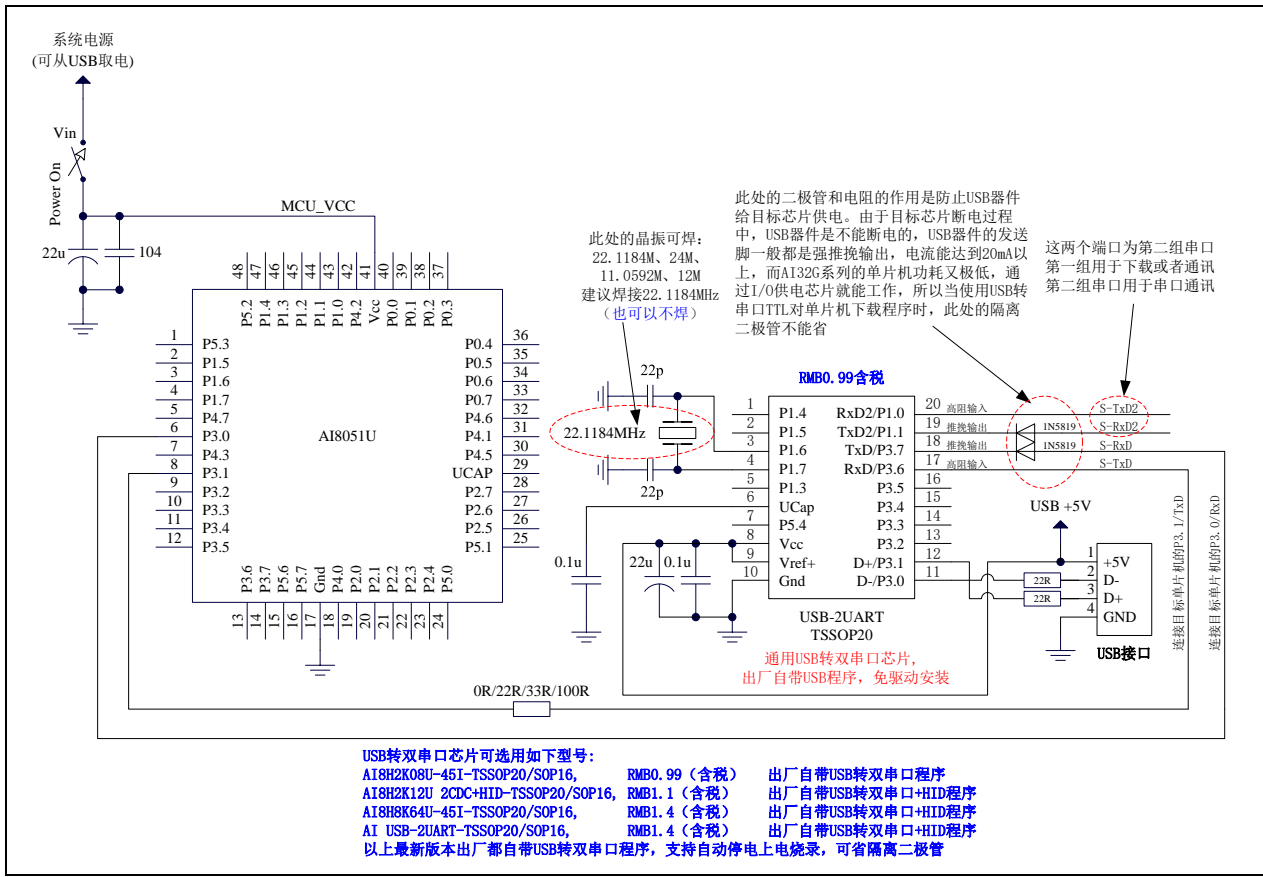 系统电源
(可从USB取电)
Vin
Power On
22u
104
MCU_VCC
48
47
46
45
44
43
42
41
40
39
38
37
P5.2
P1.4
P1.3
P1.2
P1.1
P1.0
P4.2
Vcc
P0.0
P0.1
P0.2
P0.3
1 P5.3
2 P1.5
3 P1.6
4 P1.7
5 P4.7
6 P3.0
7 P4.3
8 P3.1
9 P3.2
10 P3.3
11 P3.4
12 P3.5
AI8051U
P0.4 36
P0.5 35
P0.6 34
P0.7 33
P4.6 32
P4.1 31
P4.5 30
UCAP 29
P2.7 28
P2.6 27
P2.5 26
P5.1 25
P3.6
P3.7
P5.6
P5.7
Gnd
P4.0
P2.0
P2.1
P2.2
P2.3
P2.4
P5.0
13
14
15
16
17
18
19
20
21
22
23
24
此处的晶振可焊：
22.1184M、24M、
11.0592M、12M
建议焊接22.1184MHz
（也可以不焊）
22p
22.1184MHz
22p
此处的二极管和电阻的作用是防止USB器件
给目标芯片供电。由于目标芯片断电过程
中，USB器件是不能断电的，USB器件的发送
脚一般都是强推挽输出，电流能达到20mA以
上，而AI32G系列的单片机功耗又极低，通
过I/O供电芯片就能工作，所以当使用USB转
串口TTL对单片机下载程序时，此处的隔离
二极管不能省
这两个端口为第二组串口
第一组用于下载或者通讯
第二组串口用于串口通讯
RMB0.99含税
1 P1.4
2 P1.5
3 P1.6
4 P1.7
5 P1.3
6 UCap
7 P5.4
8 Vcc
9 Vref+
10 Gnd
RxD2/P1.0 20 高阻输入 S-TxD2
TxD2/P1.1 19 推挽输出 1N5819 S-RxD2
TxD/P3.7 18 推挽输出 1N5819 S-RxD
RxD/P3.6 17 高阻输入 S-TxD
P3.5 16
P3.4 15
P3.3 14
P3.2 13
D+/P3.1 12
D-/P3.0 11
0.1u
22u
0.1u
USB-2UART
TSSOP20
通用USB转双串口芯片,
出厂自带USB程序，免驱动安装
USB +5V
22R
22R
1 +5V
2 D-
3 D+
4 GND
USB接口
连接目标单片机的P3.1/TxD
连接目标单片机的P3.0/RxD
0R/22R/33R/100R
USB转双串口芯片可选用如下型号:
AI8H2K08U-45I-TSSOP20/SOP16, RMB0.99（含税） 出厂自带USB转双串口程序
AI8H2K12U 2CDC+HID-TSSOP20/SOP16, RMB1.1（含税） 出厂自带USB转双串口+HID程序
AI8H8K64U-45I-TSSOP20/SOP16, RMB1.4（含税） 出厂自带USB转双串口+HID程序
AI USB-2UART-TSSOP20/SOP16, RMB1.4（含税） 出厂自带USB转双串口+HID程序
以上最新版本出厂都自带USB转双串口程序，支持自动停电上电烧录，可省隔离二极管